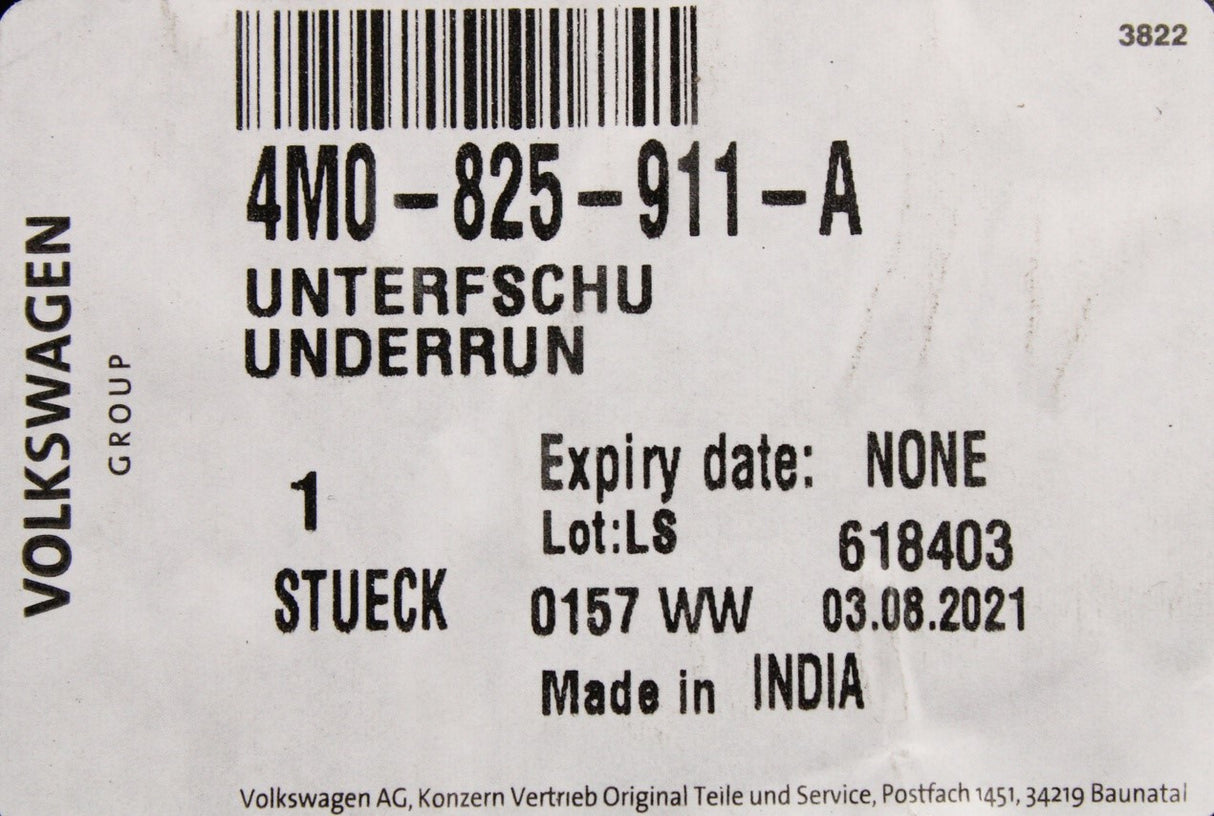 3822
4M0-825-911-A
UNTERFSCHU
UNDERRUN
VOLKSWAGEN
GROUP
1
STUECK
Expiry date: NONE
Lot:LS 618403
0157 WW 03.08.2021
Made in INDIA
Volkswagen AG, Konzern Vertrieb Original Teile und Service, Postfach 1451, 34219 Baunatal